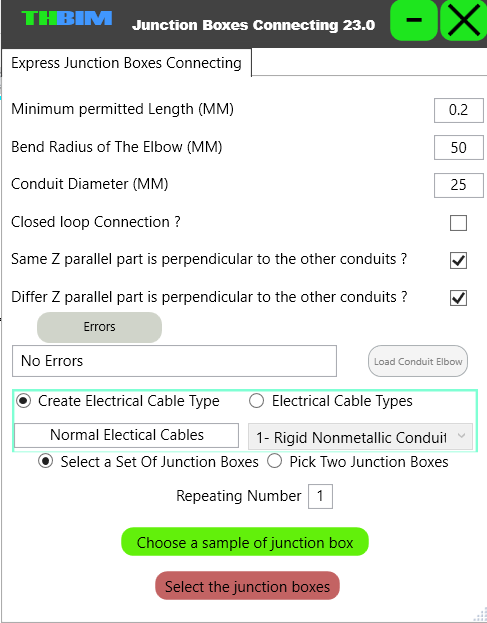 THBIM
Junction Boxes Connecting 23.0
Express Junction Boxes Connecting
Minimum permitted Length (MM) 0.2
Bend Radius of The Elbow (MM) 50
Conduit Diameter (MM) 25
Closed loop Connection ?
Same Z parallel part is perpendicular to the other conduits ?
Differ Z parallel part is perpendicular to the other conduits ?
Errors
No Errors Load Conduit Elbow
Create Electrical Cable Type Electrical Cable Types
Normal Electical Cables 1- Rigid Nonmetallic Conduit
Select a Set Of Junction Boxes Pick Two Junction Boxes
Repeating Number 1
Choose a sample of junction box
Select the junction boxes